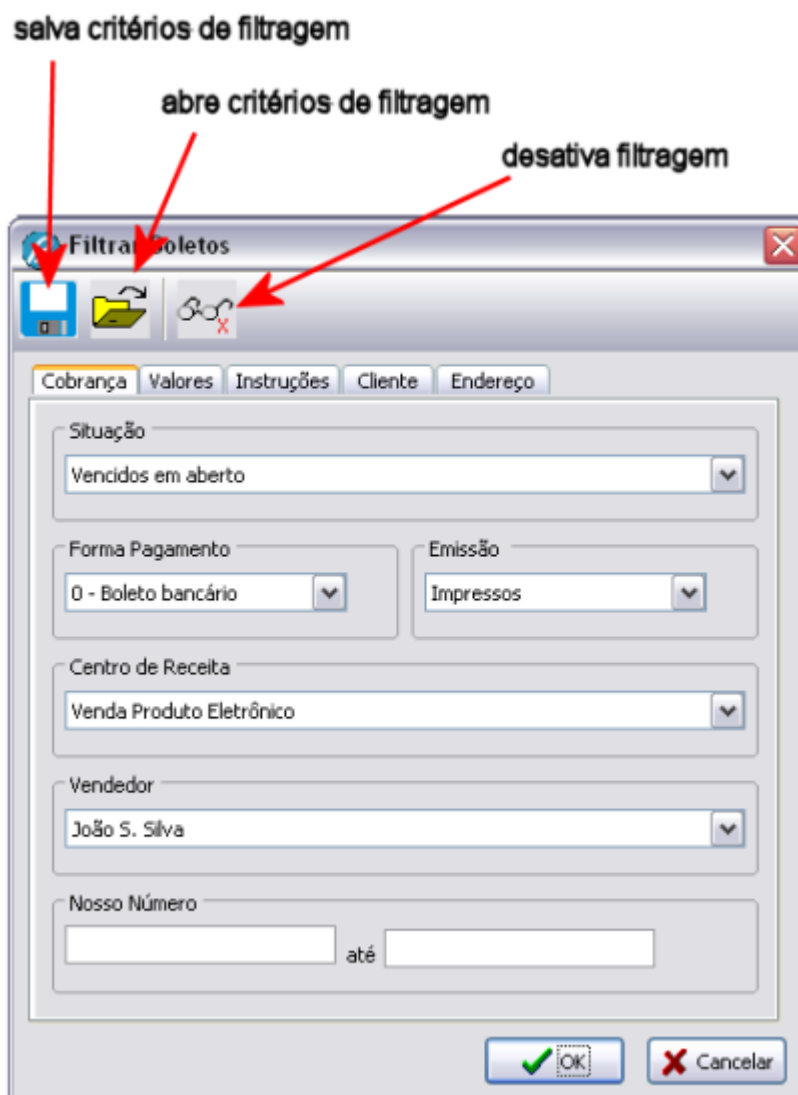 salva critérios de filtragem
abre critérios de filtragem
desativa filtragem
Filtrar Boletos
Cobrança Valores Instruções Cliente Endereço
Situação
Vencidos em aberto
Forma Pagamento Emissão
0 - Boleto bancário Impressos
Centro de Receita
Venda Produto Eletrônico
Vendedor
João S. Silva
Nosso Número
até
OK Cancelar